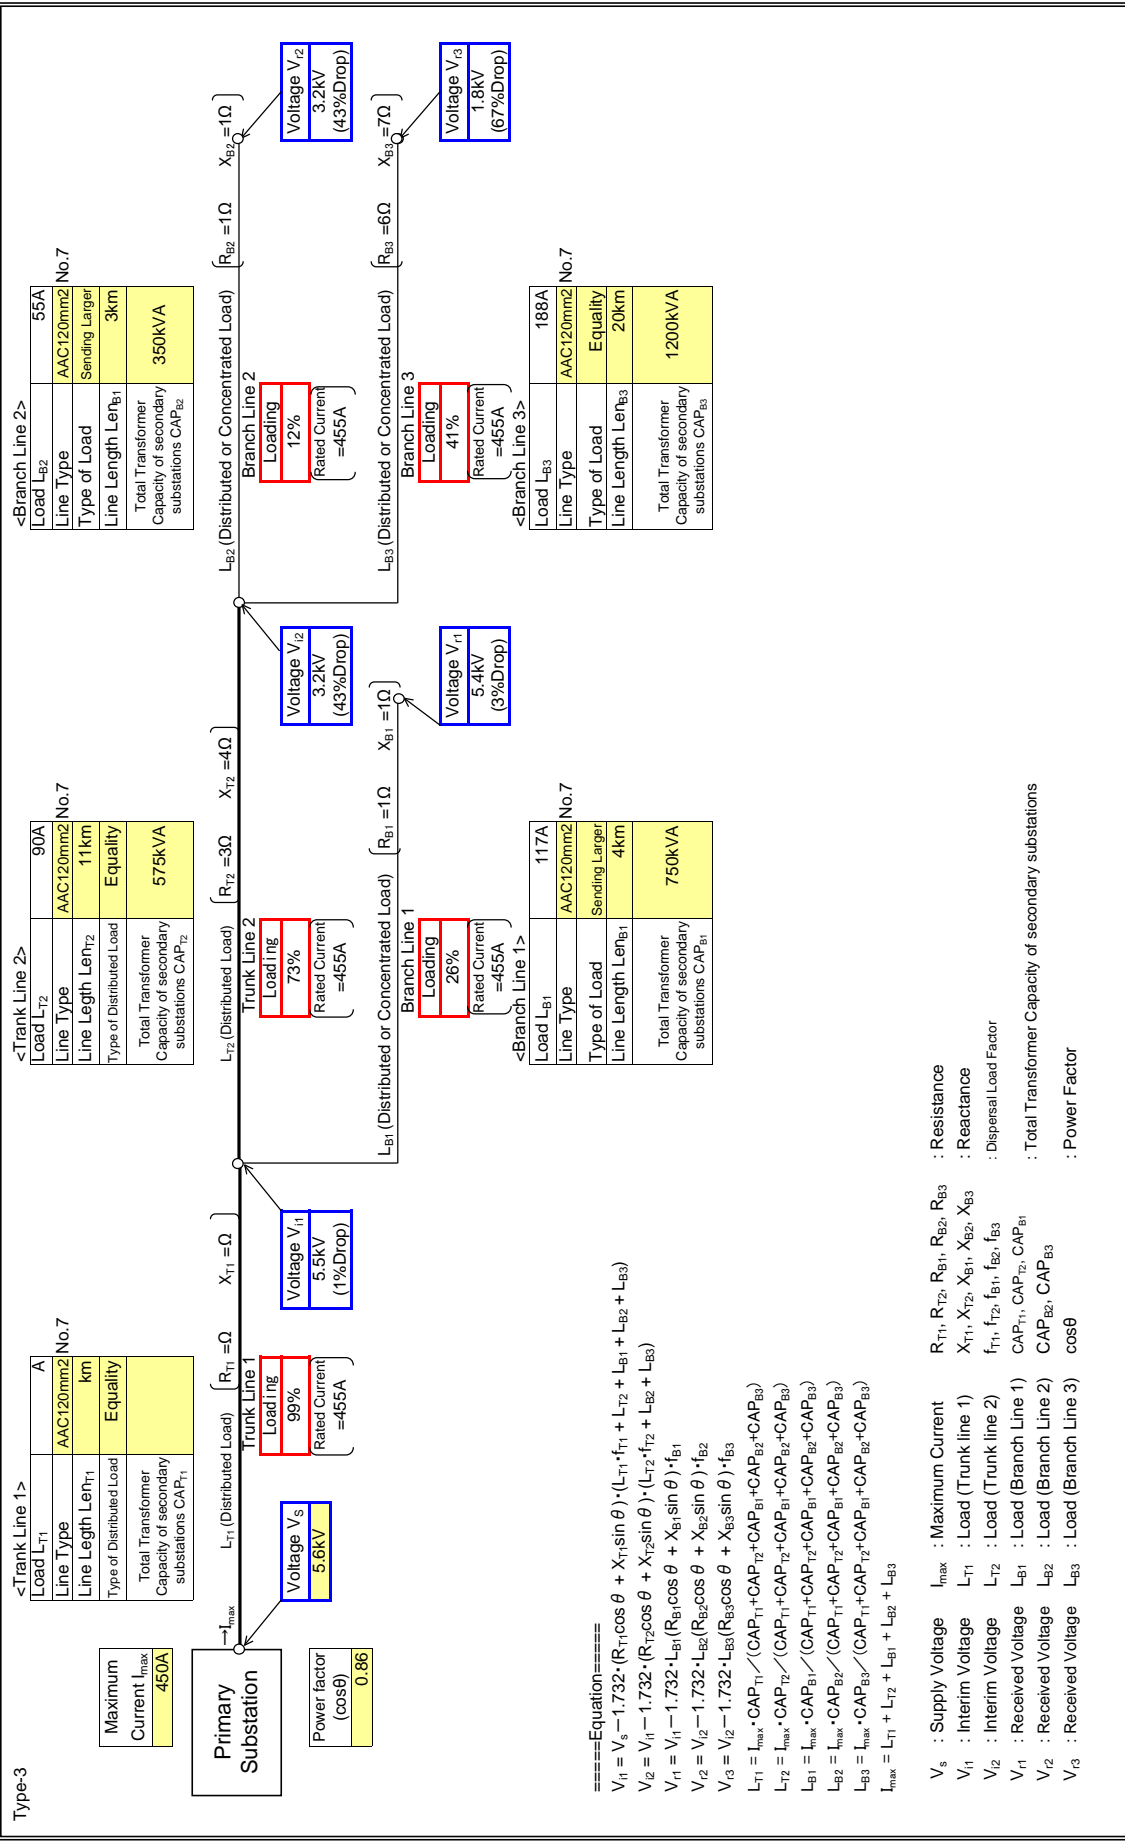 Type-3
Maximum
Current Imax
450A
Primary
Substation
Power factor
(cosθ)
0.86
→Imax
Voltage VS
5.6kV
<Trank Line 1>
Load LT1 A
Line Type AAC120mm2 No.7
Line Legth LenT1 km
Type of Distributed Load Equality
Total Transformer
Capacity of secondary
substations CAPT1
LT1 (Distributed Load)
RT1 =Ω XT1 =Ω
Trunk Line 1
Loading
99%
Rated Current
=455A
Voltage Vi1
5.5kV
(1%Drop)
<Trank Line 2>
Load LT2 90A
Line Type AAC120mm2 No.7
Line Legth LenT2 11km
Type of Distributed Load Equality
Total Transformer
Capacity of secondary
substations CAPT2
575kVA
LT2 (Distributed Load)
RT2 =3Ω XT2 =4Ω
Trunk Line 2
Loading
73%
Rated Current
=455A
Voltage Vi2
3.2kV
(43%Drop)
LB1 (Distributed or Concentrated Load)
RB1 =1Ω XB1 =1Ω
Branch Line 1
Loading
26%
Rated Current
=455A
Voltage Vr1
5.4kV
(3%Drop)
<Branch Line 1>
Load LB1 117A
Line Type AAC120mm2 No.7
Type of Load Sending Larger
Line Length LenB1 4km
Total Transformer
Capacity of secondary
substations CAPB1
750kVA
<Branch Line 2>
Load LB2 55A
Line Type AAC120mm2 No.7
Type of Load Sending Larger
Line Length LenB1 3km
Total Transformer
Capacity of secondary
substations CAPB2
350kVA
LB2 (Distributed or Concentrated Load)
RB2 =1Ω XB2 =1Ω
Branch Line 2
Loading
12%
Rated Current
=455A
Voltage Vr2
3.2kV
(43%Drop)
LB3 (Distributed or Concentrated Load)
RB3 =6Ω XB3 =7Ω
Branch Line 3
Loading
41%
Rated Current
=455A
Voltage Vr3
1.8kV
(67%Drop)
<Branch Line 3>
Load LB3 188A
Line Type AAC120mm2 No.7
Type of Load Equality
Line Length LenB3 20km
Total Transformer
Capacity of secondary
substations CAPB3
1200kVA
=====Equation=====
Vi1 = Vs−1.732・(RT1cos θ + XT1sin θ)・(LT1・fT1 + LT2 + LB1 + LB2 + LB3)
Vi2 = Vi1−1.732・(RT2cos θ + XT2sin θ)・(LT2・fT2 + LB2 + LB3)
Vr1 = Vi1−1.732・LB1(RB1cos θ + XB1sin θ)・fB1
Vr2 = Vi2−1.732・LB2(RB2cos θ + XB2sin θ)・fB2
Vr3 = Vi2−1.732・LB3(RB3cos θ + XB3sin θ)・fB3
LT1 = Imax・CAPT1／(CAPT1+CAPT2+CAPB1+CAPB2+CAPB3)
LT2 = Imax・CAPT2／(CAPT1+CAPT2+CAPB1+CAPB2+CAPB3)
LB1 = Imax・CAPB1／(CAPT1+CAPT2+CAPB1+CAPB2+CAPB3)
LB2 = Imax・CAPB2／(CAPT1+CAPT2+CAPB1+CAPB2+CAPB3)
LB3 = Imax・CAPB3／(CAPT1+CAPT2+CAPB1+CAPB2+CAPB3)
Imax = LT1 + LT2 + LB1 + LB2 + LB3
Vs : Supply Voltage Imax : Maximum Current RT1, RT2, RB1, RB2, RB3 : Resistance
Vi1 : Interim Voltage LT1 : Load (Trunk line 1) XT1, XT2, XB1, XB2, XB3 : Reactance
Vi2 : Interim Voltage LT2 : Load (Trunk line 2) fT1, fT2, fB1, fB2, fB3 : Dispersal Load Factor
Vr1 : Received Voltage LB1 : Load (Branch Line 1) CAPT1, CAPT2, CAPB1 : Total Transformer Capacity of secondary substations
Vr2 : Received Voltage LB2 : Load (Branch Line 2) CAPB2, CAPB3
Vr3 : Received Voltage LB3 : Load (Branch Line 3) cosθ : Power Factor